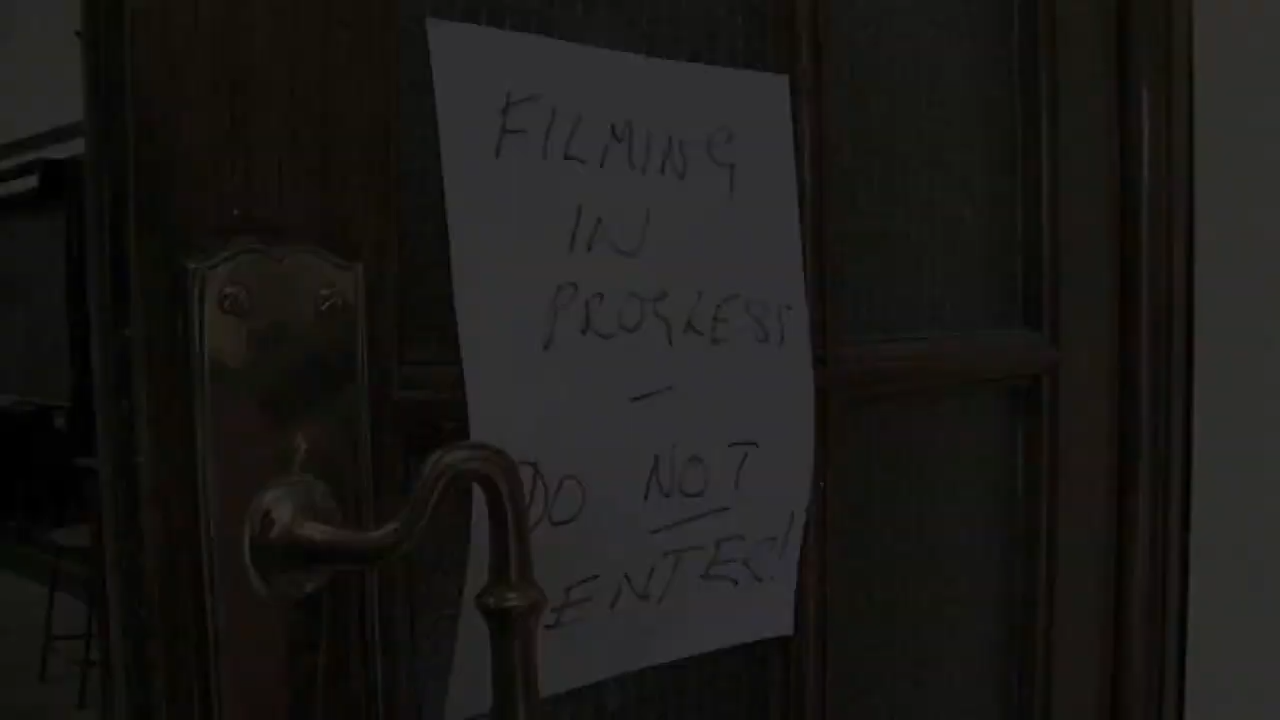 FILMING
IN
PROGRESS
—
DO NOT
ENTER!